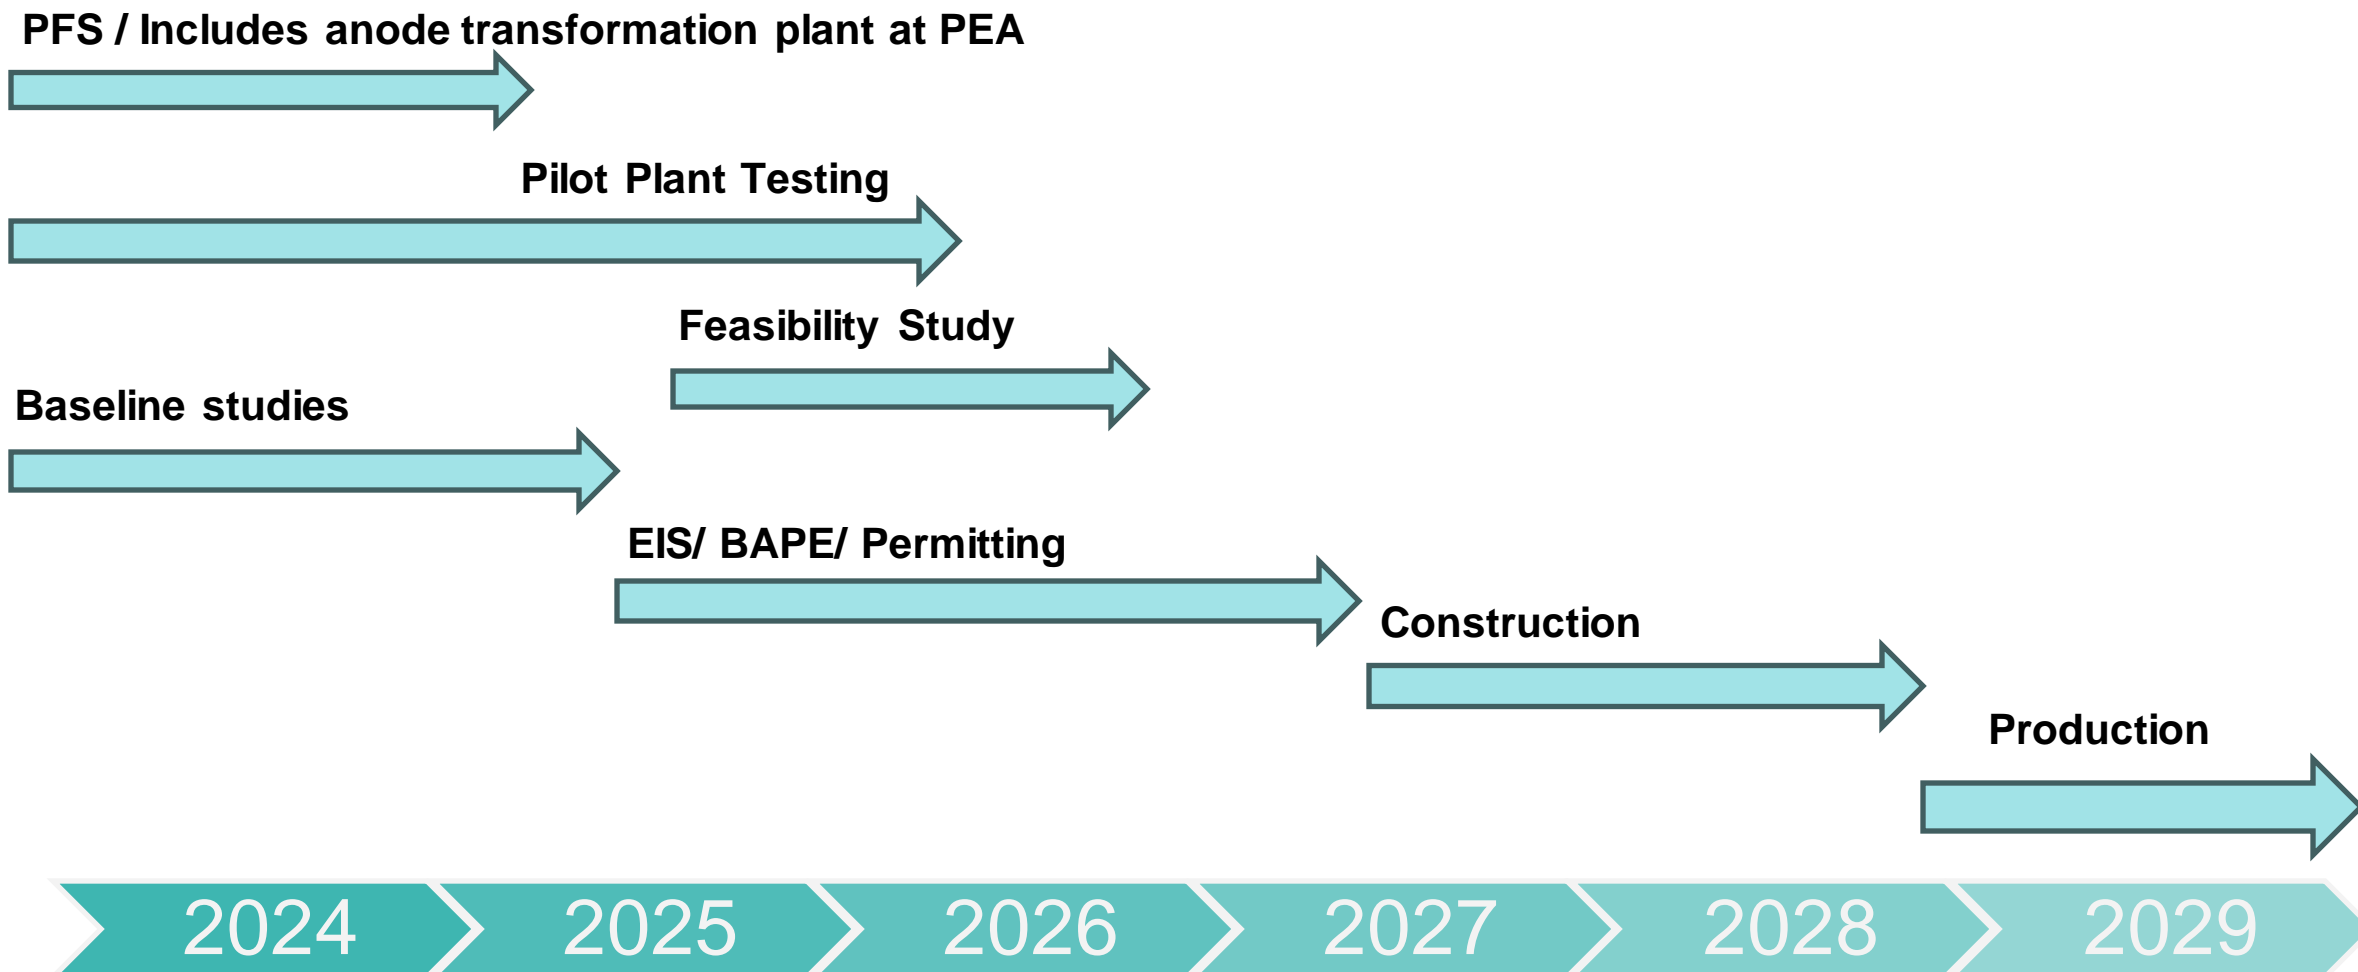 PFS / Includes anode transformation plant at PEA
Pilot Plant Testing
Feasibility Study
Baseline studies
EIS/ BAPE/ Permitting
Construction
Production
2024 2025 2026 2027 2028 2029